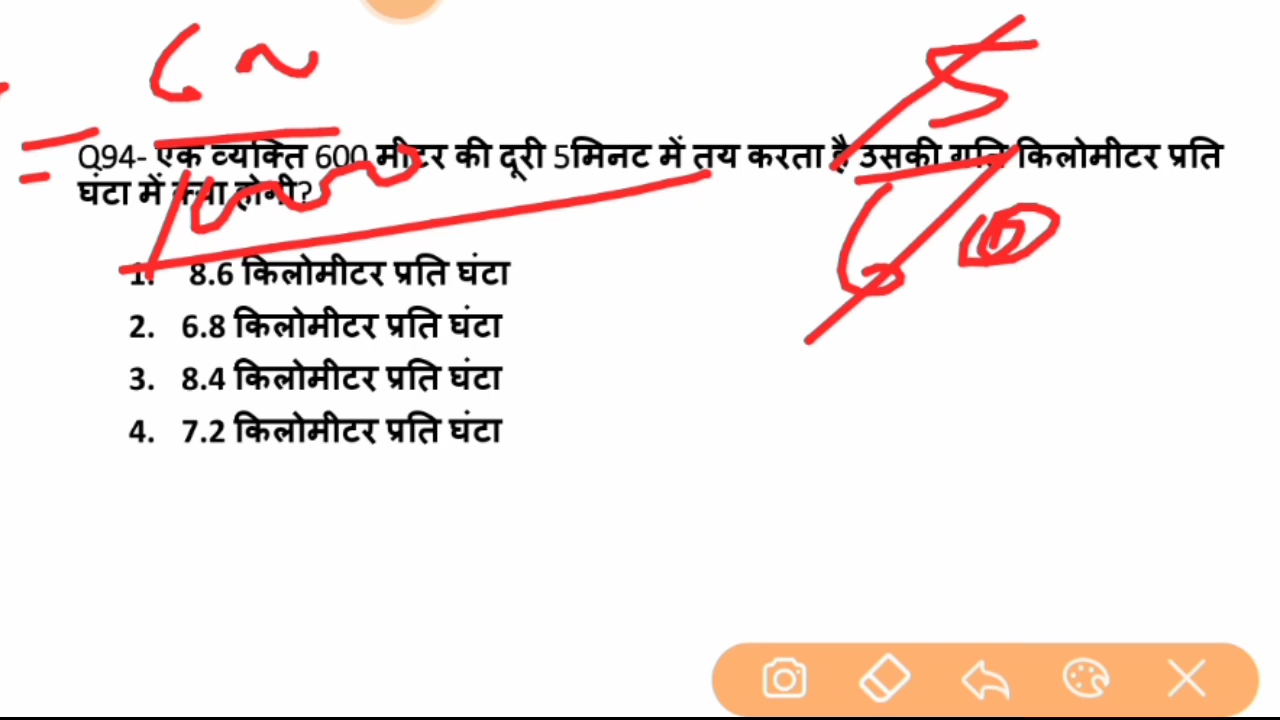 Q94- एक व्यक्ति 600 मीटर की दूरी 5मिनट में तय करता है उसकी गति किलोमीटर प्रति
घंटा में क्या होगी?
1. 8.6 किलोमीटर प्रति घंटा
2. 6.8 किलोमीटर प्रति घंटा
3. 8.4 किलोमीटर प्रति घंटा
4. 7.2 किलोमीटर प्रति घंटा